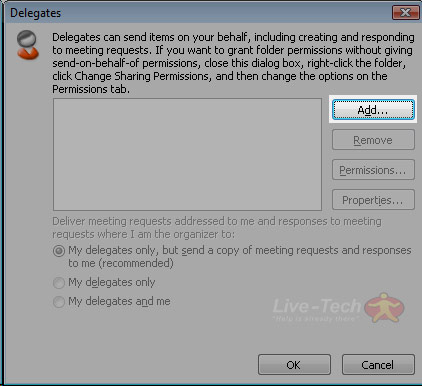 Delegates
Delegates can send items on your behalf, including creating and responding
to meeting requests. If you want to grant folder permissions without giving
send-on-behalf-of permissions, close this dialog box, right-click the folder,
click Change Sharing Permissions, and then change the options on the
Permissions tab.
Add...
Remove
Permissions...
Properties...
Deliver meeting requests addressed to me and responses to meeting
requests where I am the organizer to:
My delegates only, but send a copy of meeting requests and responses
to me (recommended)
My delegates only
My delegates and me
Live-Tech
"Help is Already there"
OK
Cancel